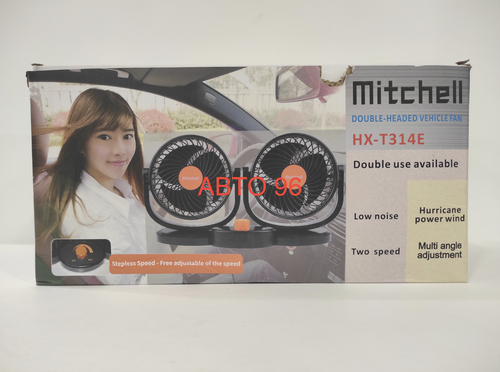 mitchell
DOUBLE-HEADED VEHICLE FAN
HX-T314E
Double use available
АВТО 96
Low noise
Hurricane
power wind
Two speed
Multi angle
adjustment
Stepless Speed - Free adjustable of the speed